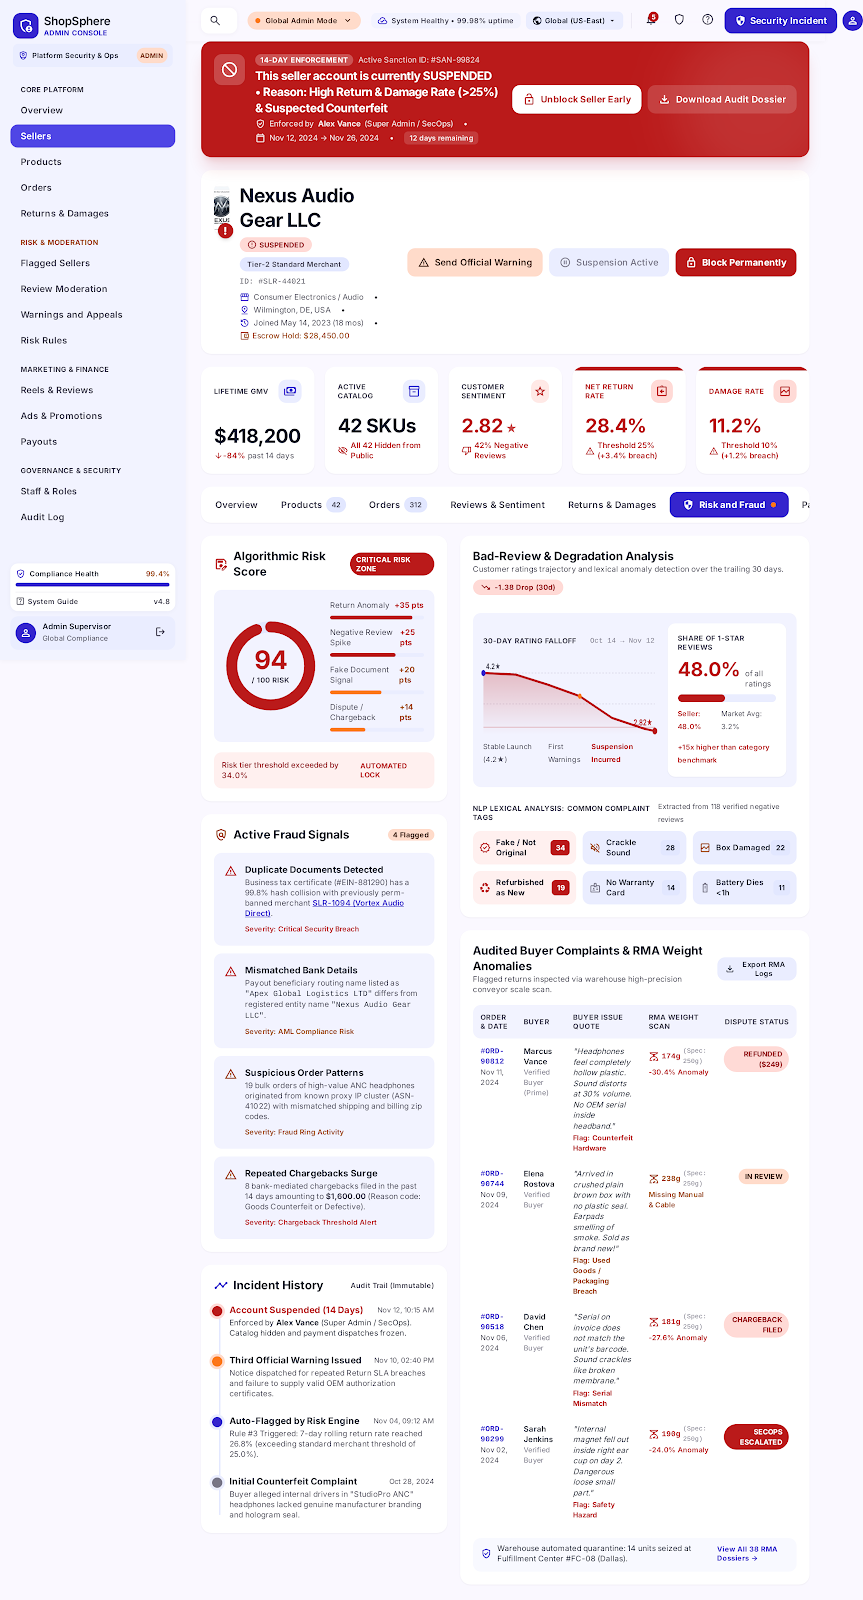 ShopSphere
ADMIN CONSOLE
Platform Security & Ops ADMIN
CORE PLATFORM
Overview
Sellers
Products
Orders
Returns & Damages
RISK & MODERATION
Flagged Sellers
Review Moderation
Warnings and Appeals
Risk Rules
MARKETING & FINANCE
Reels & Reviews
Ads & Promotions
Payouts
GOVERNANCE & SECURITY
Staff & Roles
Audit Log
Compliance Health 99.4%
System Guide v4.8
Admin Supervisor
Global Compliance
Global Admin Mode
System Healthy • 99.98% uptime
Global (US-East)
5
Security Incident
14-DAY ENFORCEMENT Active Sanction ID: #SAN-99824
This seller account is currently SUSPENDED
• Reason: High Return & Damage Rate (>25%)
& Suspected Counterfeit
Enforced by Alex Vance (Super Admin / SecOps) •
Nov 12, 2024 → Nov 26, 2024 • 12 days remaining
Unblock Seller Early
Download Audit Dossier
Nexus Audio
Gear LLC
SUSPENDED
Tier-2 Standard Merchant
ID: #SLR-44021
Consumer Electronics / Audio •
Wilmington, DE, USA •
Joined May 14, 2023 (18 mos) •
Escrow Hold: $28,450.00
Send Official Warning
Suspension Active
Block Permanently
LIFETIME GMV
$418,200
↓-84% past 14 days
ACTIVE
CATALOG
42 SKUs
All 42 Hidden from
Public
CUSTOMER
SENTIMENT
2.82 ★
42% Negative
Reviews
NET RETURN
RATE
28.4%
Threshold 25%
(+3.4% breach)
DAMAGE RATE
11.2%
Threshold 10%
(+1.2% breach)
Overview
Products 42
Orders 312
Reviews & Sentiment
Returns & Damages
Risk and Fraud
Algorithmic Risk
Score
CRITICAL RISK
ZONE
94
/ 100 RISK
Return Anomaly +35 pts
Negative Review
Spike
+25
pts
Fake Document
Signal
+20
pts
Dispute /
Chargeback
+14
pts
Risk tier threshold exceeded by
34.0%
AUTOMATED
LOCK
Active Fraud Signals 4 Flagged
Duplicate Documents Detected
Business tax certificate (#EIN-881290) has a
99.8% hash collision with previously perm-
banned merchant SLR-1094 (Vortex Audio
Direct).
Severity: Critical Security Breach
Mismatched Bank Details
Payout beneficiary routing name listed as
"Apex Global Logistics LTD" differs from
registered entity name "Nexus Audio Gear
LLC".
Severity: AML Compliance Risk
Suspicious Order Patterns
19 bulk orders of high-value ANC headphones
originated from known proxy IP cluster (ASN-
41022) with mismatched shipping and billing zip
codes.
Severity: Fraud Ring Activity
Repeated Chargebacks Surge
8 bank-mediated chargebacks filed in the past
14 days amounting to $1,600.00 (Reason code:
Goods Counterfeit or Defective).
Severity: Chargeback Threshold Alert
Incident History Audit Trail (Immutable)
Account Suspended (14 Days) Nov 12, 10:15 AM
Enforced by Alex Vance (Super Admin / SecOps).
Catalog hidden and payment dispatches frozen.
Third Official Warning Issued Nov 10, 02:40 PM
Notice dispatched for repeated Return SLA breaches
and failure to supply valid OEM authorization
certificates.
Auto-Flagged by Risk Engine Nov 04, 09:12 AM
Rule #3 Triggered: 7-day rolling return rate reached
26.8% (exceeding standard merchant threshold of
25.0%).
Initial Counterfeit Complaint Oct 28, 2024
Buyer alleged internal drivers in "StudioPro ANC"
headphones lacked genuine manufacturer branding
and hologram seal.
Bad-Review & Degradation Analysis
Customer ratings trajectory and lexical anomaly detection over the trailing 30 days.
-1.38 Drop (30d)
30-DAY RATING FALLOFF Oct 14 → Nov 12
4.2★
2.82★
Stable Launch
(4.2★)
First
Warnings
Suspension
Incurred
SHARE OF 1-STAR
REVIEWS
48.0% of all
ratings
Seller:
48.0%
Market Avg:
3.2%
+15x higher than category
benchmark
NLP LEXICAL ANALYSIS: COMMON COMPLAINT
TAGS
Extracted from 118 verified negative
reviews
Fake / Not
Original
34
Crackle
Sound
28
Box Damaged 22
Refurbished
as New
19
No Warranty
Card
14
Battery Dies
<1h
11
Audited Buyer Complaints & RMA Weight
Anomalies
Flagged returns inspected via warehouse high-precision
conveyor scale scan.
Export RMA
Logs
ORDER
& DATE
BUYER
BUYER ISSUE
QUOTE
RMA WEIGHT
SCAN
DISPUTE STATUS
#ORD-
90812
Nov 11,
2024
Marcus
Vance
Verified
Buyer
(Prime)
"Headphones
feel completely
hollow plastic.
Sound distorts
at 30% volume.
No OEM serial
inside
headband."
Flag: Counterfeit
Hardware
174g (Spec:
250g)
-30.4% Anomaly
REFUNDED
($249)
#ORD-
90744
Nov 09,
2024
Elena
Rostova
Verified
Buyer
"Arrived in
crushed plain
brown box with
no plastic seal.
Earpads
smelling of
smoke. Sold as
brand new!"
Flag: Used
Goods /
Packaging
Breach
238g (Spec:
250g)
Missing Manual
& Cable
IN REVIEW
#ORD-
90518
Nov 06,
2024
David
Chen
Verified
Buyer
"Serial on
invoice does
not match the
unit's barcode.
Sound crackles
like broken
membrane."
Flag: Serial
Mismatch
181g (Spec:
250g)
-27.6% Anomaly
CHARGEBACK
FILED
#ORD-
90299
Nov 02,
2024
Sarah
Jenkins
Verified
Buyer
"Internal
magnet fell out
inside right ear
cup on day 2.
Dangerous
loose small
part."
Flag: Safety
Hazard
190g (Spec:
250g)
-24.0% Anomaly
SECOPS
ESCALATED
Warehouse automated quarantine: 14 units seized at
Fulfillment Center #FC-08 (Dallas).
View All 38 RMA
Dossiers →